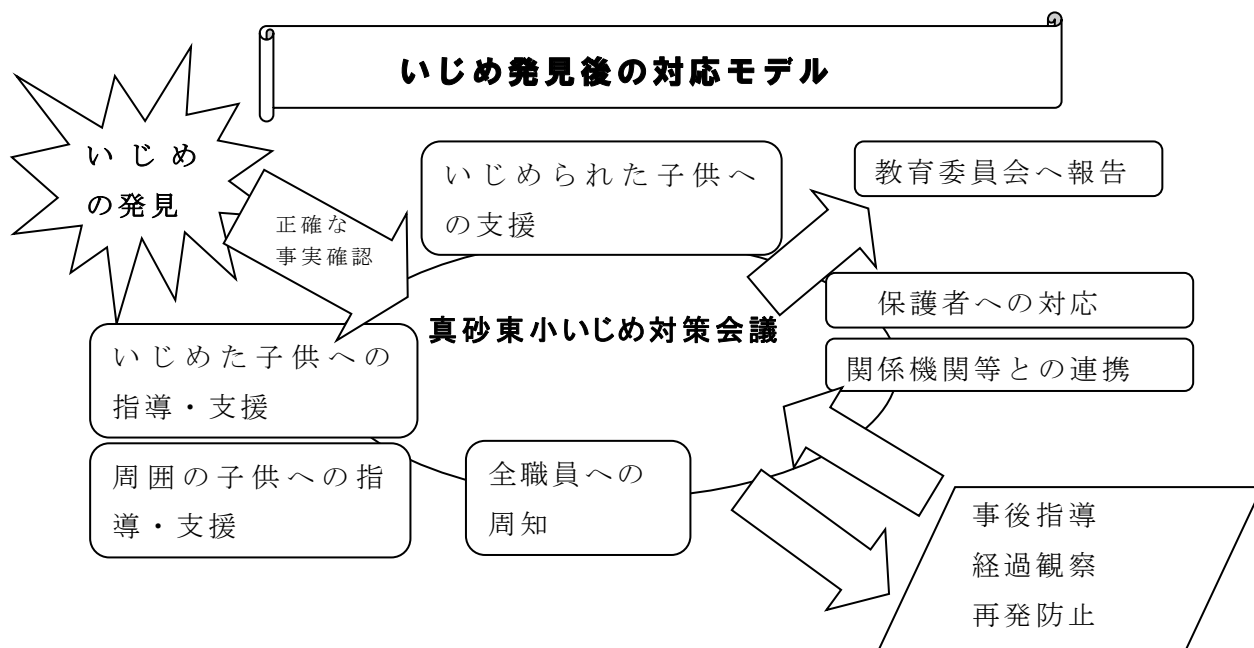 いじめ発見後の対応モデル
いじめ
の発見
正確な
事実確認
いじめられた子供へ
の支援
教育委員会へ報告
保護者への対応
関係機関等との連携
真砂東小いじめ対策会議
いじめた子供への
指導・支援
周囲の子供への指
導・支援
全職員への
周知
事後指導
経過観察
再発防止